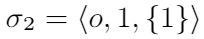 σ₂ = ⟨o, 1, {1}⟩